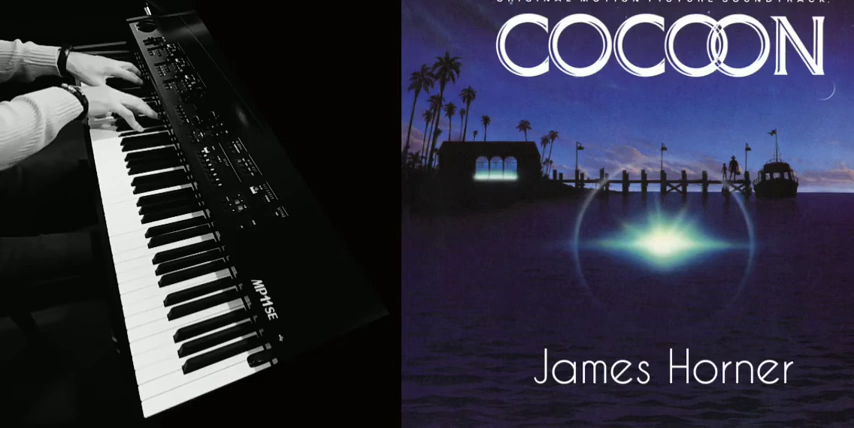 ORIGINAL MOTION PICTURE SOUNDTRACK.
COCOON
MP11SE
James Horner